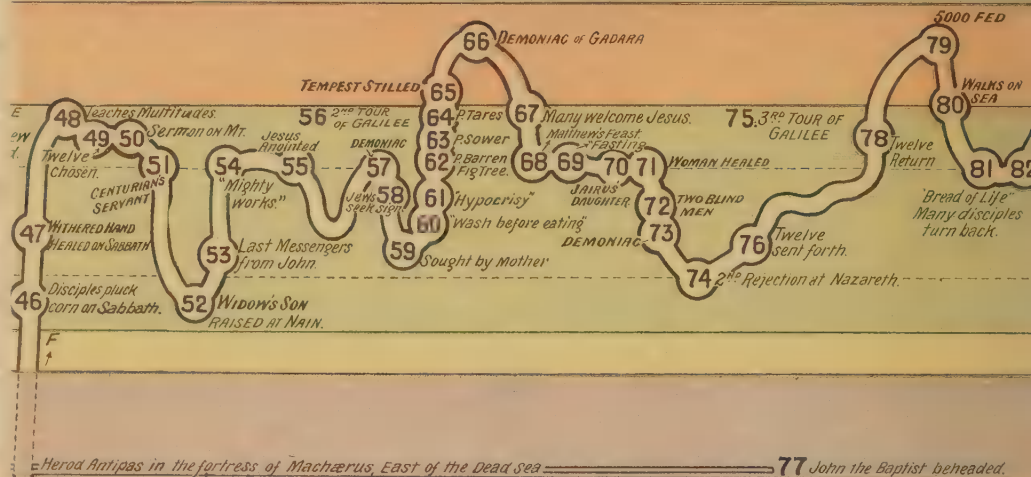 5000 FED
79
66 DEMONIAC OF GADARA
TEMPEST STILLED
65
WALKS ON
SEA
80
E
48 Teaches Multitudes.
49 50 Sermon on Mt.
Twelve
chosen.
51
CENTURIAN'S
SERVANT
54
"Mighty
Works."
Jesus
Anointed
55
56 2ND TOUR
OF GALILEE
DEMONIAC
57
Jews
seek sign.
58
64 P. Tares
63 P. Sower
62 P. Barren
Fig Tree.
61 "Hypocrisy"
60 "Wash before eating"
59 Sought by Mother
67 Many welcome Jesus.
Matthew's Feast.
Fasting
68 69 70 71 WOMAN HEALED
JAIRUS'
DAUGHTER
72 TWO BLIND
MEN
DEMONIAC 73
74 2ND Rejection at Nazareth.
75. 3RD TOUR OF
GALILEE
76 Twelve
sent forth.
78 Twelve
Return
81 82
"Bread of Life"
Many disciples
turn back.
47 WITHERED HAND
HEALED ON SABBATH
53 Last Messengers
from John.
46 Disciples pluck
corn on Sabbath.
52 WIDOW'S SON
RAISED AT NAIN.
F
Herod Antipas in the fortress of Machærus, East of the Dead Sea
77 John the Baptist beheaded.